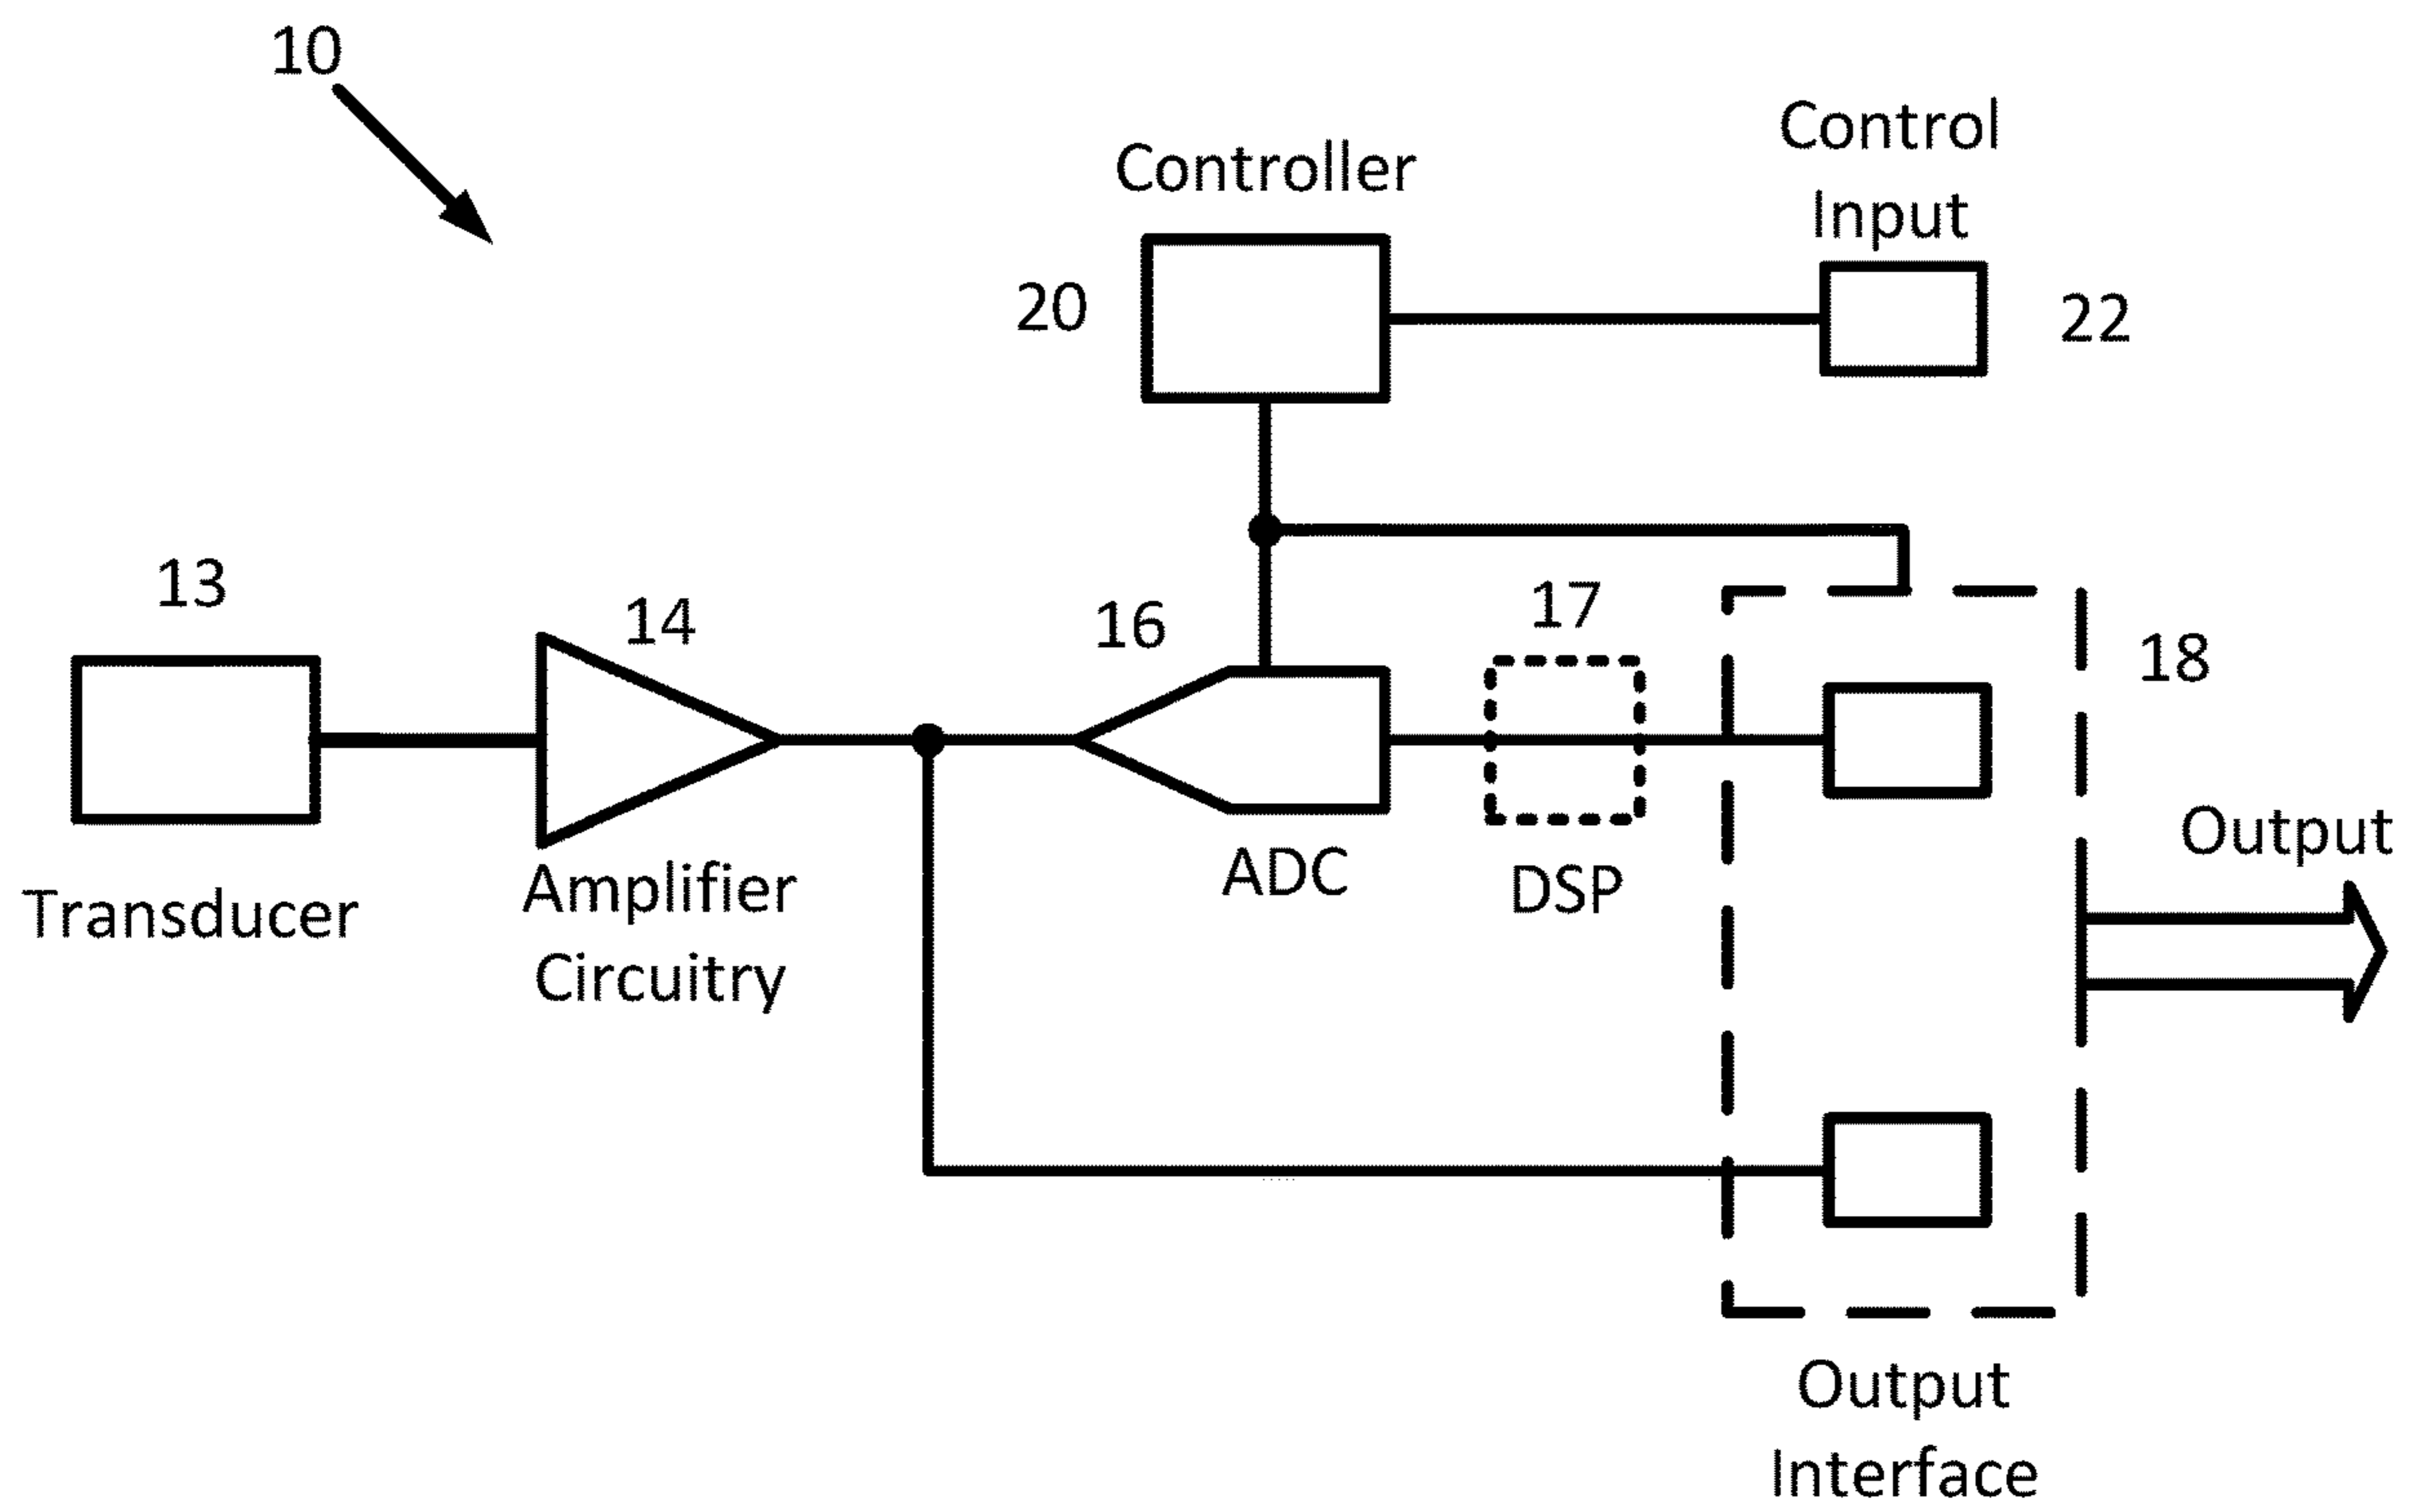 10
Control
Input
Controller
20
22
13
14
16
17
18
Transducer
Amplifier
Circuitry
ADC
DSP
Output
Output
Interface